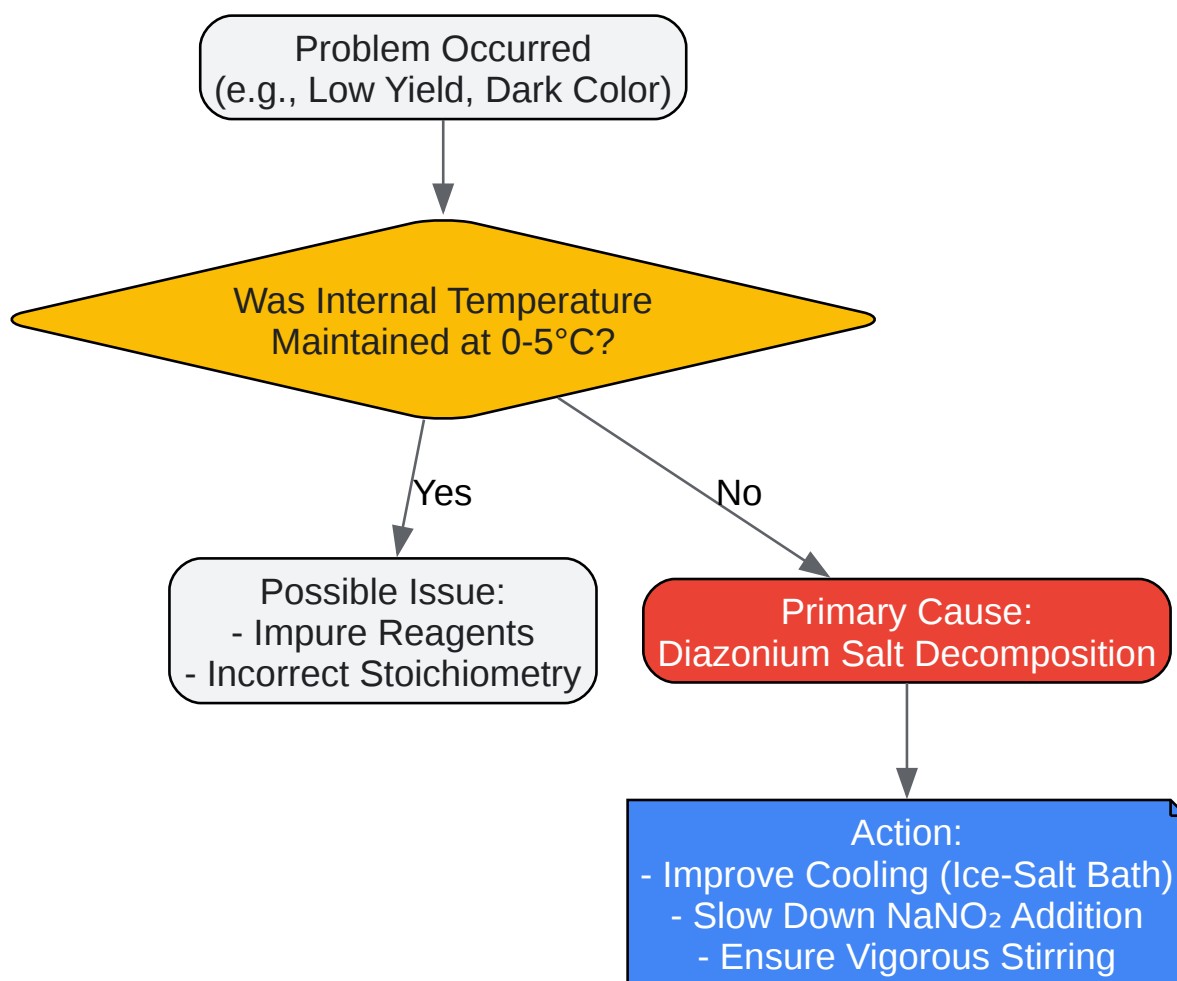 Problem Occurred
(e.g., Low Yield, Dark Color)
Was Internal Temperature
Maintained at 0-5°C?
Yes
No
Possible Issue:
- Impure Reagents
- Incorrect Stoichiometry
Primary Cause:
Diazonium Salt Decomposition
Action:
- Improve Cooling (Ice-Salt Bath)
- Slow Down NaNO₂ Addition
- Ensure Vigorous Stirring